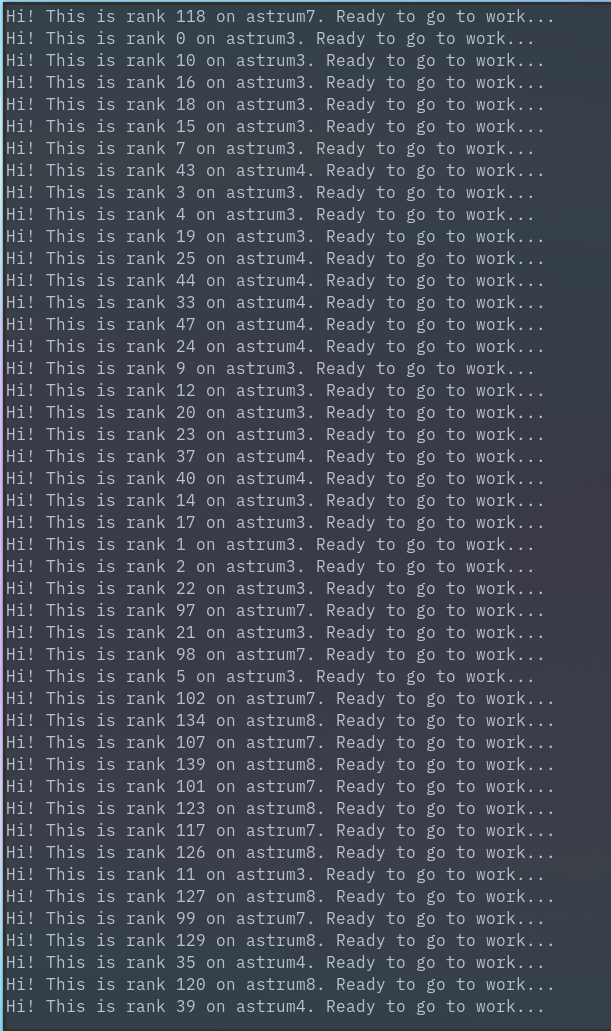 Hi! This is rank 118 on astrum7. Ready to go to work...
Hi! This is rank 0 on astrum3. Ready to go to work...
Hi! This is rank 10 on astrum3. Ready to go to work...
Hi! This is rank 16 on astrum3. Ready to go to work...
Hi! This is rank 18 on astrum3. Ready to go to work...
Hi! This is rank 15 on astrum3. Ready to go to work...
Hi! This is rank 7 on astrum3. Ready to go to work...
Hi! This is rank 43 on astrum4. Ready to go to work...
Hi! This is rank 3 on astrum3. Ready to go to work...
Hi! This is rank 4 on astrum3. Ready to go to work...
Hi! This is rank 19 on astrum3. Ready to go to work...
Hi! This is rank 25 on astrum4. Ready to go to work...
Hi! This is rank 44 on astrum4. Ready to go to work...
Hi! This is rank 33 on astrum4. Ready to go to work...
Hi! This is rank 47 on astrum4. Ready to go to work...
Hi! This is rank 24 on astrum4. Ready to go to work...
Hi! This is rank 9 on astrum3. Ready to go to work...
Hi! This is rank 12 on astrum3. Ready to go to work...
Hi! This is rank 20 on astrum3. Ready to go to work...
Hi! This is rank 23 on astrum3. Ready to go to work...
Hi! This is rank 37 on astrum4. Ready to go to work...
Hi! This is rank 40 on astrum4. Ready to go to work...
Hi! This is rank 14 on astrum3. Ready to go to work...
Hi! This is rank 17 on astrum3. Ready to go to work...
Hi! This is rank 1 on astrum3. Ready to go to work...
Hi! This is rank 2 on astrum3. Ready to go to work...
Hi! This is rank 22 on astrum3. Ready to go to work...
Hi! This is rank 97 on astrum7. Ready to go to work...
Hi! This is rank 21 on astrum3. Ready to go to work...
Hi! This is rank 98 on astrum7. Ready to go to work...
Hi! This is rank 5 on astrum3. Ready to go to work...
Hi! This is rank 102 on astrum7. Ready to go to work...
Hi! This is rank 134 on astrum8. Ready to go to work...
Hi! This is rank 107 on astrum7. Ready to go to work...
Hi! This is rank 139 on astrum8. Ready to go to work...
Hi! This is rank 101 on astrum7. Ready to go to work...
Hi! This is rank 123 on astrum8. Ready to go to work...
Hi! This is rank 117 on astrum7. Ready to go to work...
Hi! This is rank 126 on astrum8. Ready to go to work...
Hi! This is rank 11 on astrum3. Ready to go to work...
Hi! This is rank 127 on astrum8. Ready to go to work...
Hi! This is rank 99 on astrum7. Ready to go to work...
Hi! This is rank 129 on astrum8. Ready to go to work...
Hi! This is rank 35 on astrum4. Ready to go to work...
Hi! This is rank 120 on astrum8. Ready to go to work...
Hi! This is rank 39 on astrum4. Ready to go to work...